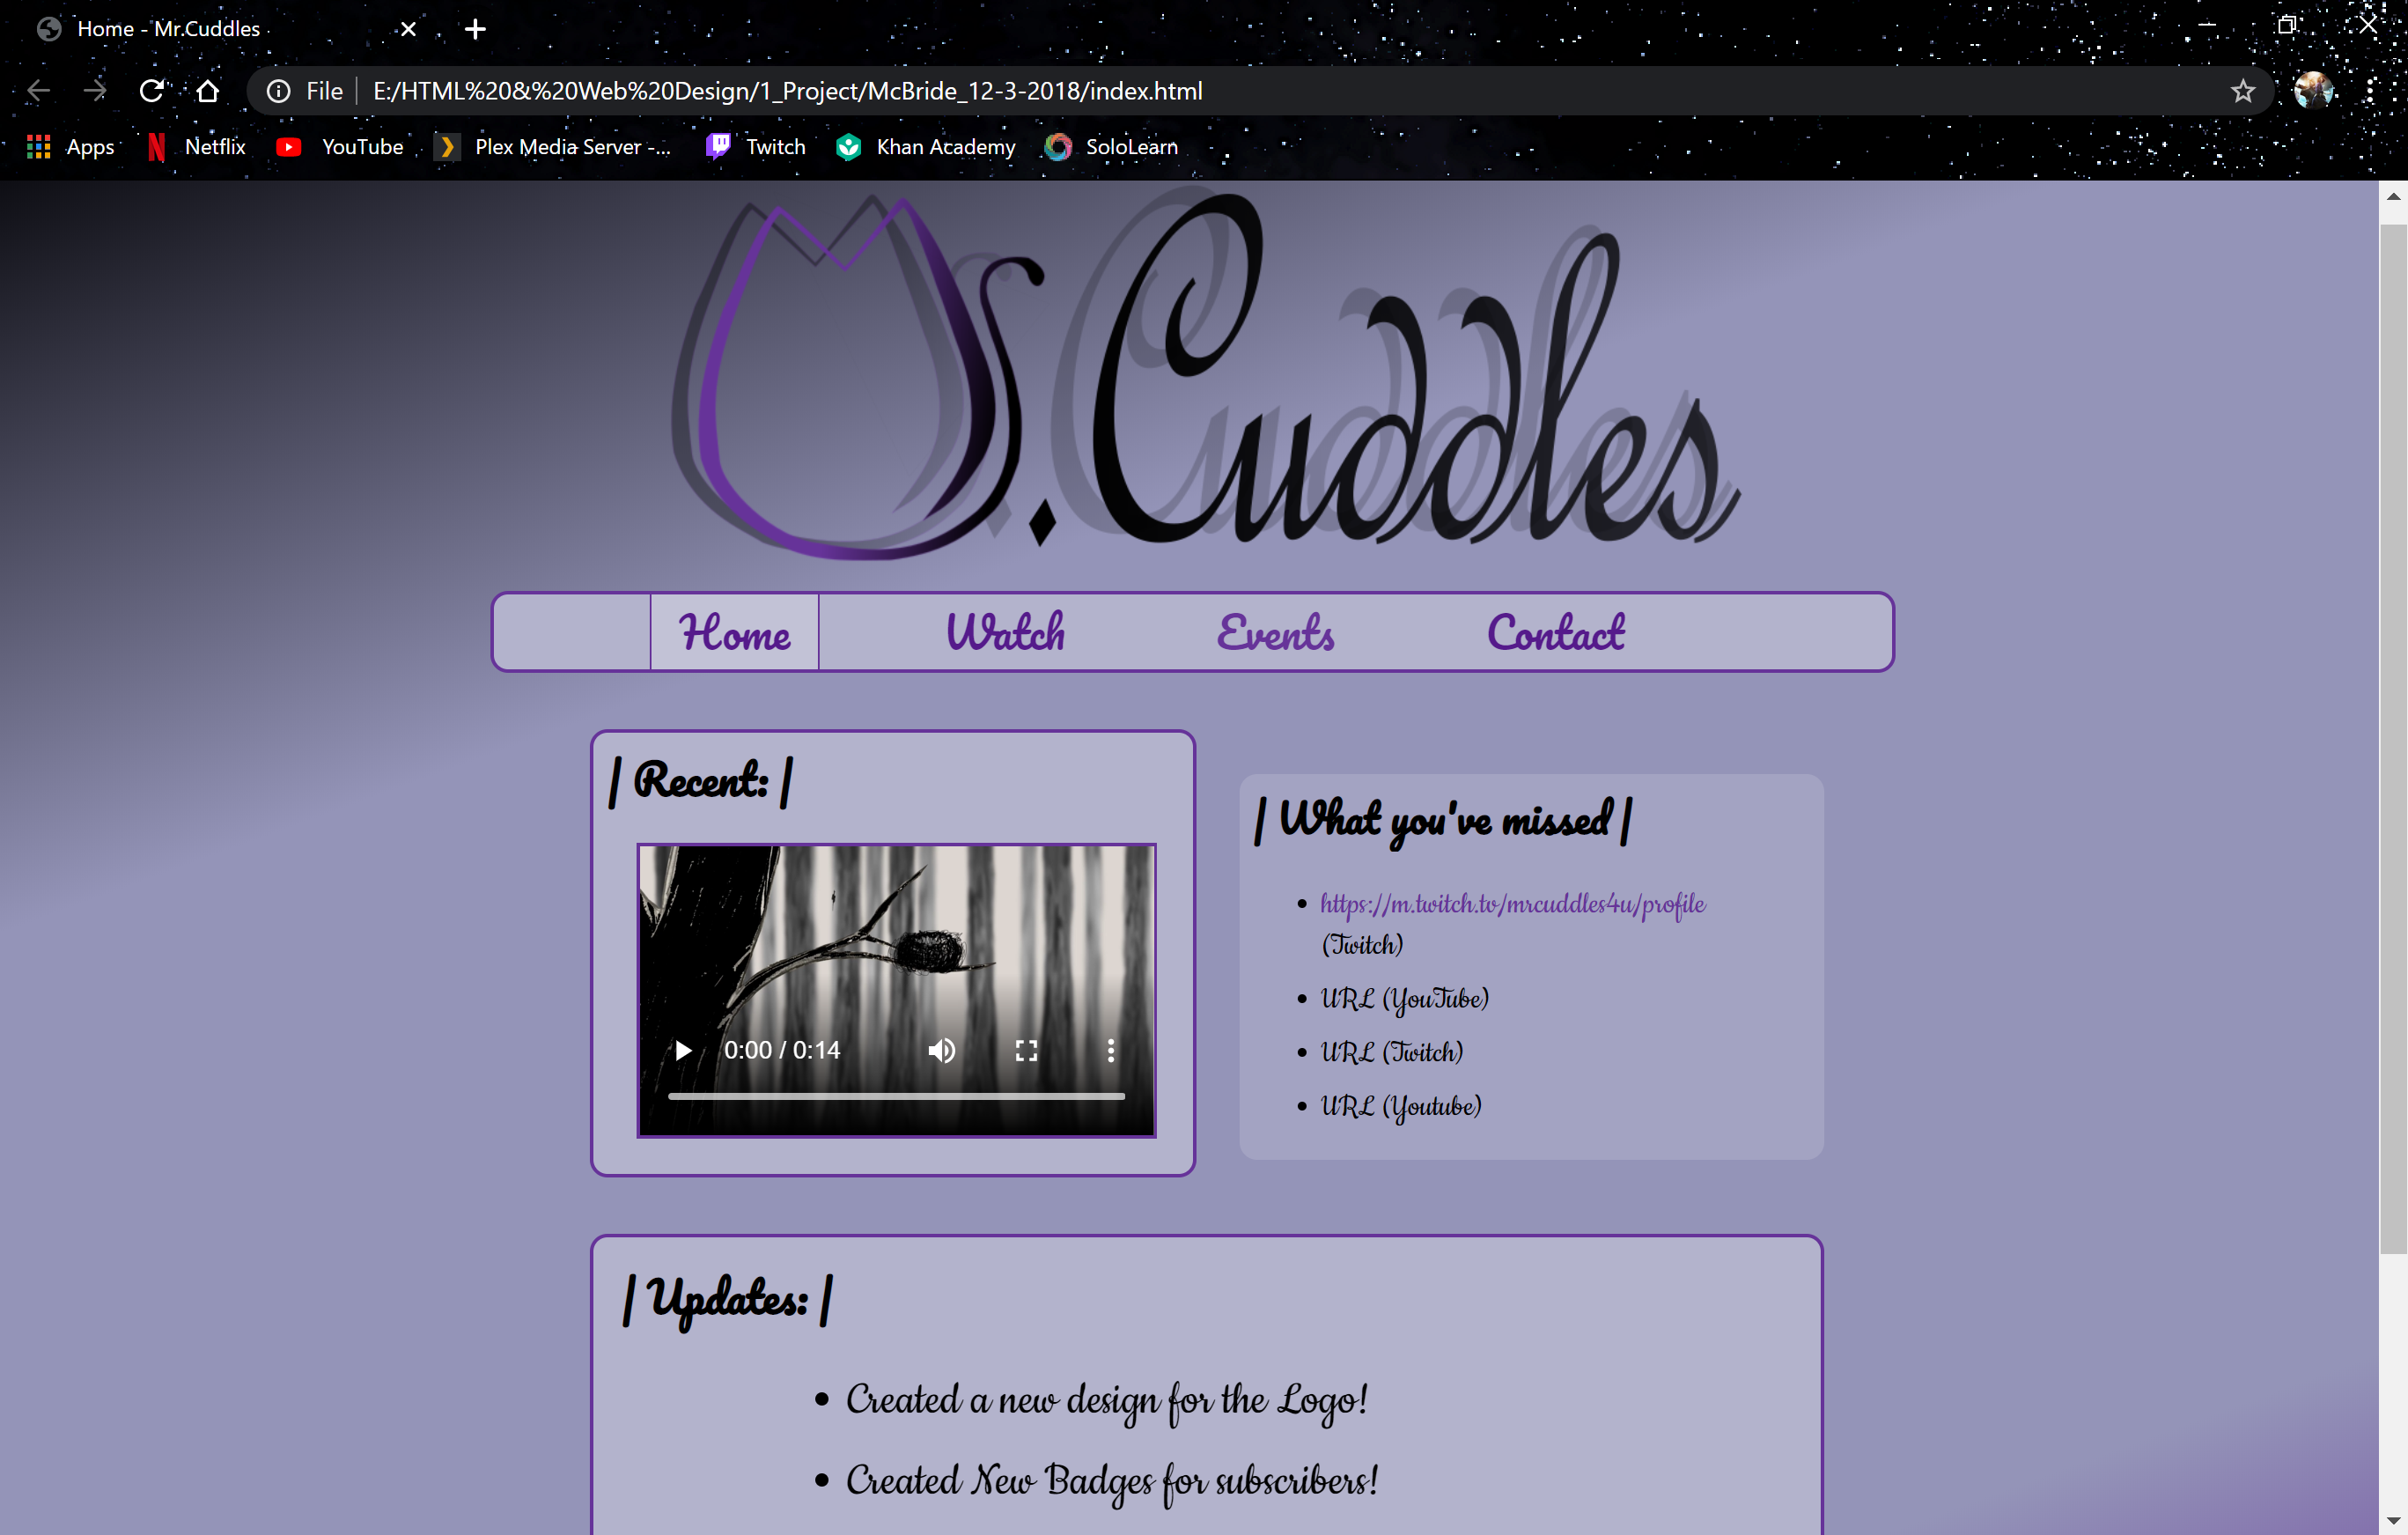 Home - Mr.Cuddles
File
E:/HTML%20&%20Web%20Design/1_Project/McBride_12-3-2018/index.html
Apps Netflix YouTube Plex Media Server -... Twitch Khan Academy SoloLearn
.Cuddles
Home Watch Events Contact
| Recent: |
0:00 / 0:14
| What you've missed |
https://m.twitch.tv/mrcuddles4u/profile
(Twitch)
URL (YouTube)
URL (Twitch)
URL (Youtube)
| Updates: |
Created a new design for the Logo!
Created New Badges for subscribers!